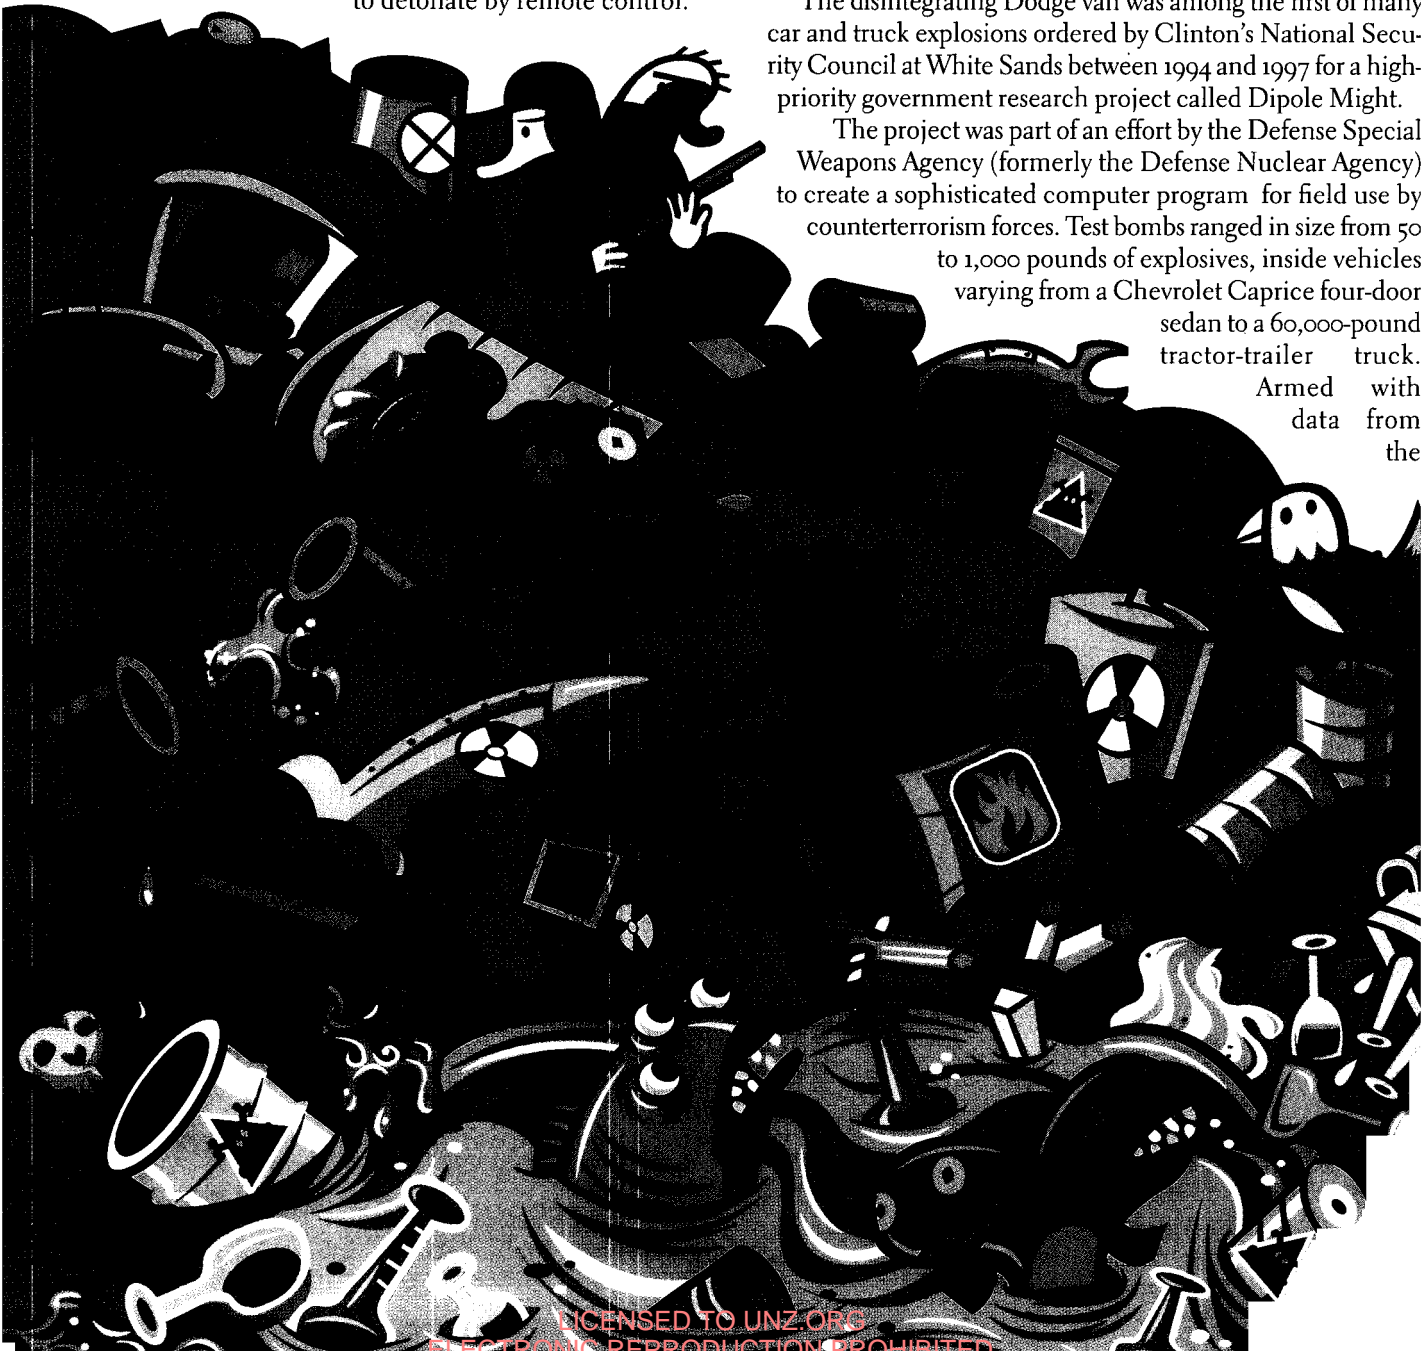 to detonate by remote control.
The disintegrating Dodge van was among the first of many
car and truck explosions ordered by Clinton's National Secu-
rity Council at White Sands between 1994 and 1997 for a high-
priority government research project called Dipole Might.
The project was part of an effort by the Defense Special
Weapons Agency (formerly the Defense Nuclear Agency)
to create a sophisticated computer program for field use by
counterterrorism forces. Test bombs ranged in size from 50
to 1,000 pounds of explosives, inside vehicles
varying from a Chevrolet Caprice four-door
sedan to a 60,000-pound
tractor-trailer truck.
Armed with
data from
the
LICENSED TO UNZ.ORG
ELECTRONIC REPRODUCTION PROHIBITED